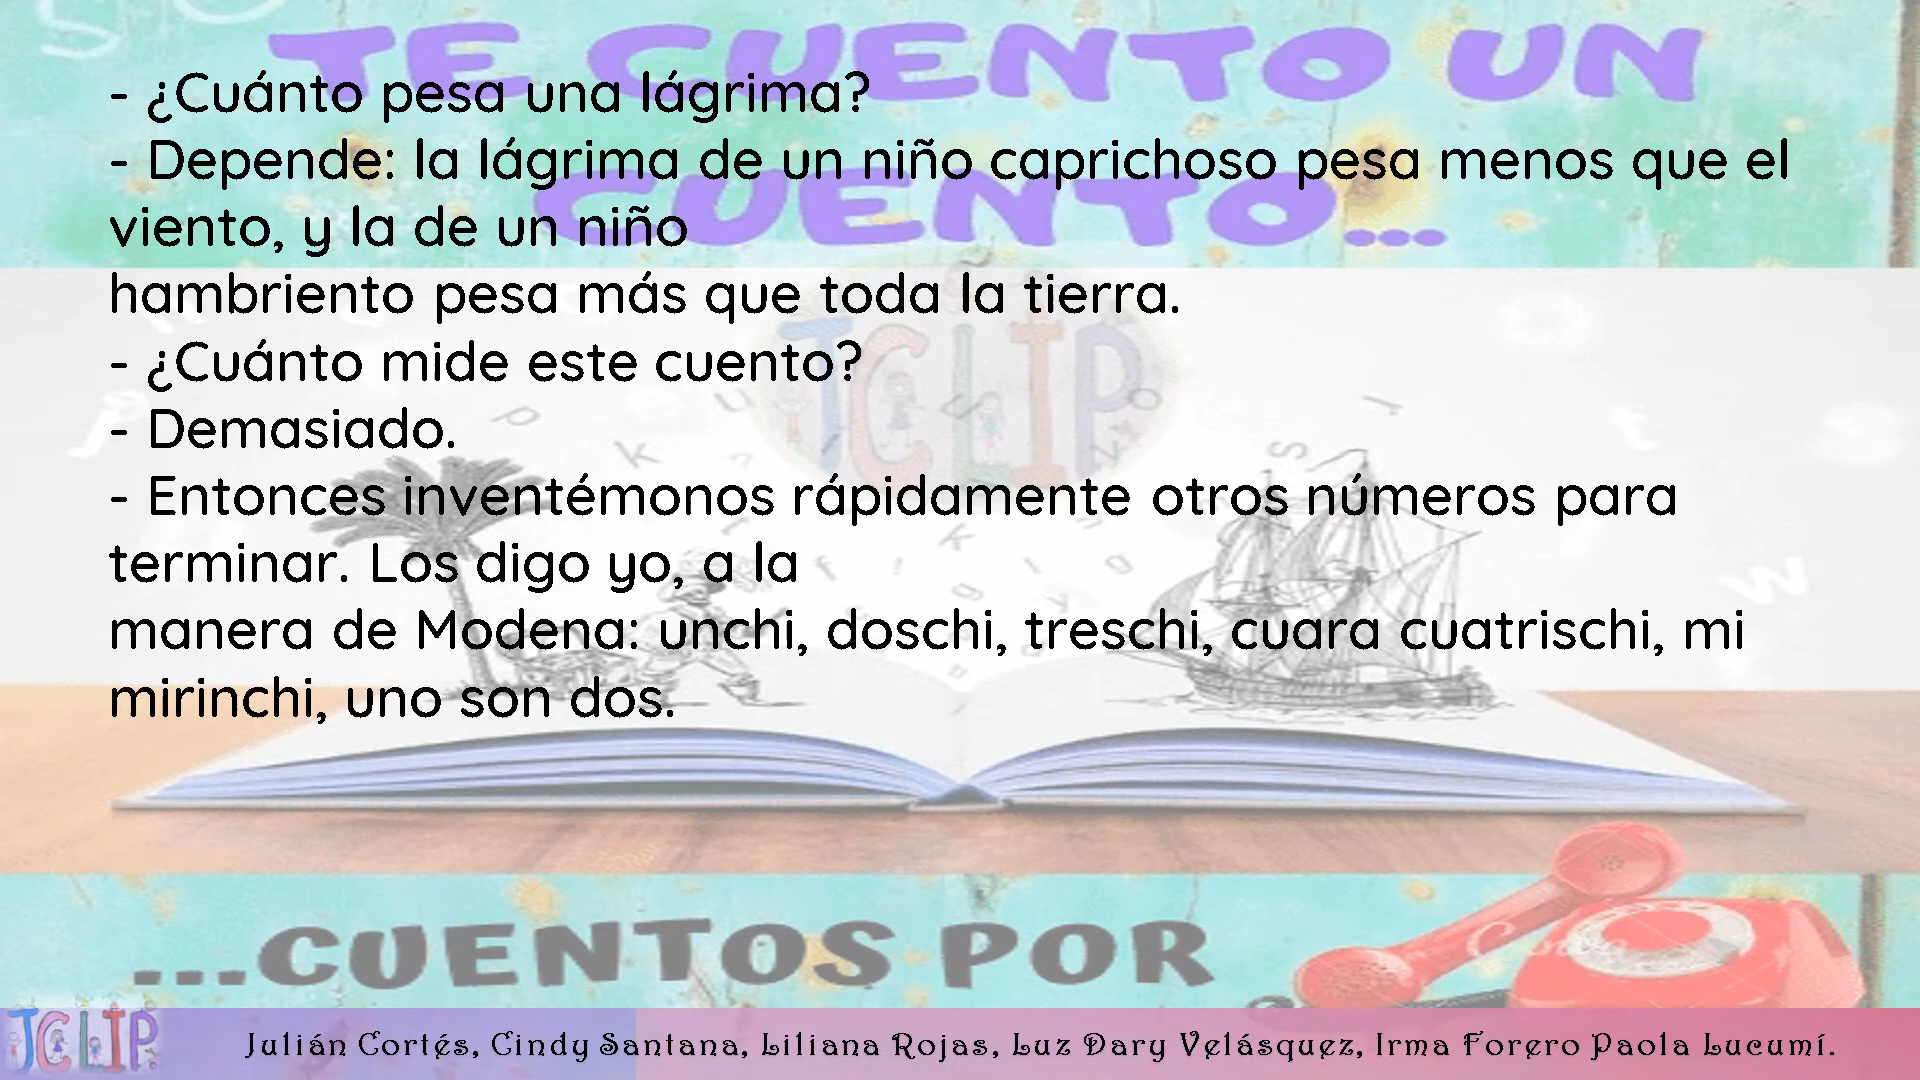 TE CUENTO UN
CUENTO...
- ¿Cuánto pesa una lágrima?
- Depende: la lágrima de un niño caprichoso pesa menos que el
viento, y la de un niño
hambriento pesa más que toda la tierra.
- ¿Cuánto mide este cuento?
- Demasiado.
- Entonces inventémonos rápidamente otros números para
terminar. Los digo yo, a la
manera de Modena: unchi, doschi, treschi, cuara cuatrischi, mi
mirinchi, uno son dos.
JCLIP
...CUENTOS POR
JCLIP
Julián Cortés, Cindy Santana, Liliana Rojas, Luz Dary Velásquez, Irma Forero Paola Lucumí.